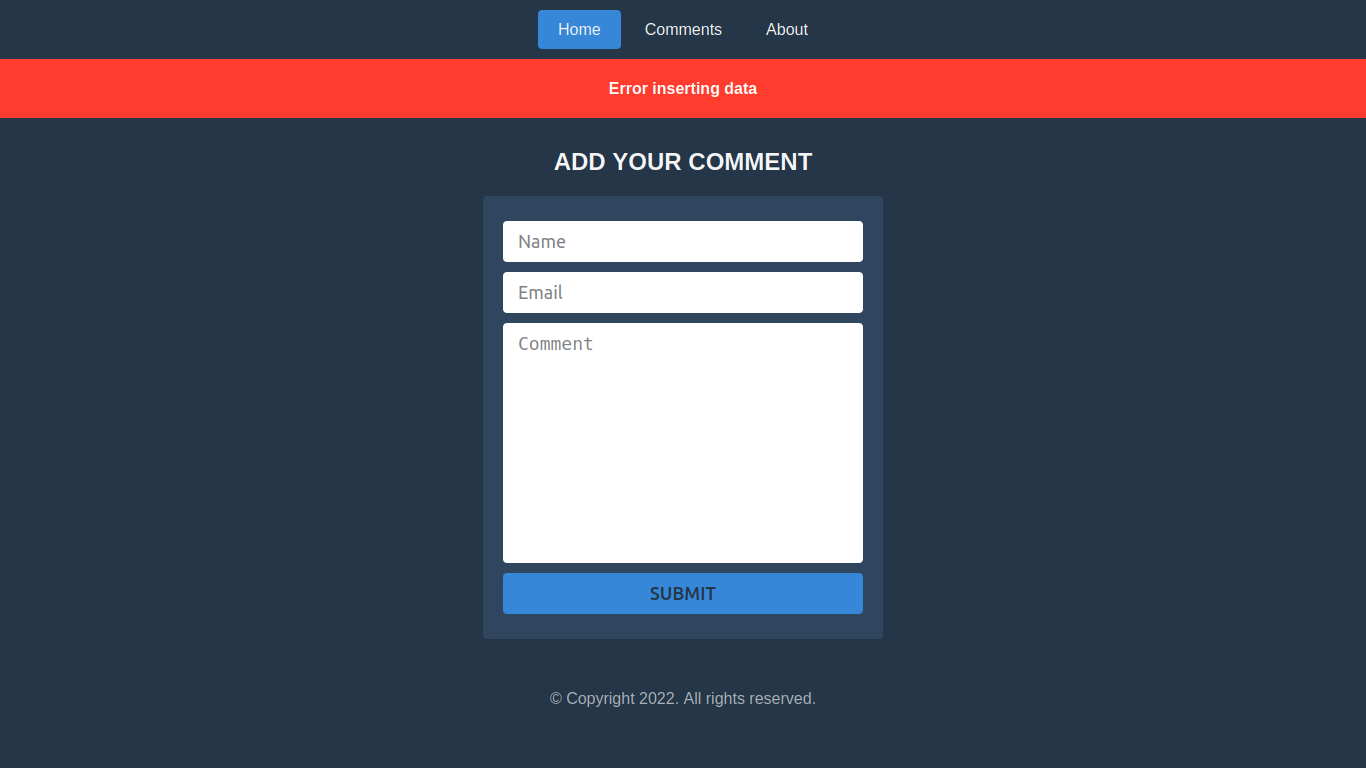 Home Comments About
Error inserting data
ADD YOUR COMMENT
Name
Email
Comment
SUBMIT
© Copyright 2022. All rights reserved.